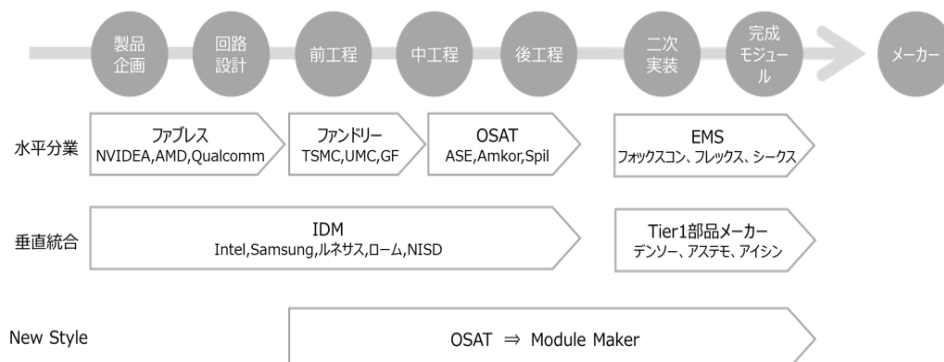 製品
企画
回路
設計
前工程
中工程
後工程
二次
実装
完成
モジュー
ル
メーカー
水平分業
ファブレス
NVIDEA,AMD,Qualcomm
ファンドリー
TSMC,UMC,GF
OSAT
ASE,Amkor,Spil
EMS
フォックスコン、フレックス、シークス
垂直統合
IDM
Intel,Samsung,ルネサス,ローム,NISD
Tier1部品メーカー
デンソー、アステモ、アイシン
New Style
OSAT ⇒ Module Maker